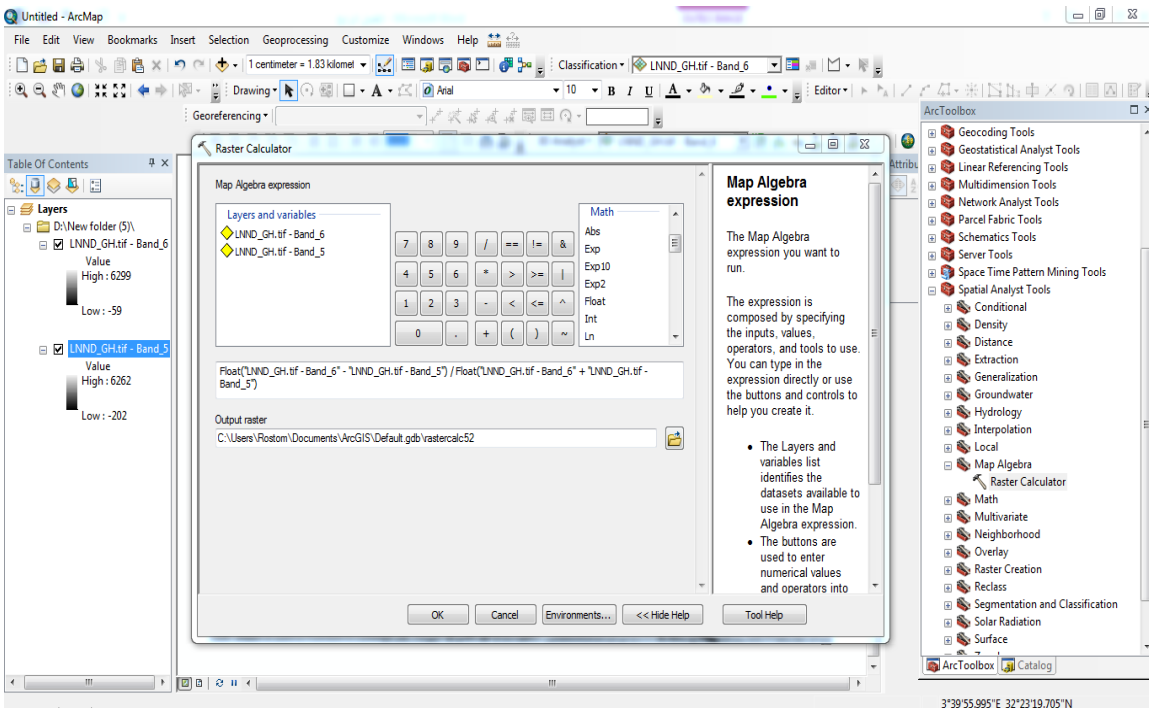 Untitled - ArcMap
File Edit View Bookmarks Insert Selection Geoprocessing Customize Windows Help
1 centimeter = 1.83 kilomet
Classification
LNND_GH.tif - Band_6
Drawing
Arial
10
B I U A
Editor
Georeferencing
ArcToolbox
Table Of Contents
Layers
D:\New folder (5)\
LNND_GH.tif - Band_6
Value
High : 6299
Low : -59
LNND_GH.tif - Band_5
Value
High : 6262
Low : -202
Raster Calculator
Map Algebra expression
Layers and variables
LNND_GH.tif - Band_6
LNND_GH.tif - Band_5
7 8 9 / == != &
4 5 6 * > >= |
1 2 3 - < <= ^
0 . + ( ) ~
Math
Abs
Exp
Exp10
Exp2
Float
Int
Ln
Float("LNND_GH.tif - Band_6" - "LNND_GH.tif - Band_5") / Float("LNND_GH.tif - Band_6" + "LNND_GH.tif -
Band_5")
Output raster
C:\Users\Rostom\Documents\ArcGIS\Default.gdb\rastercalc52
OK
Cancel
Environments...
<< Hide Help
Tool Help
Map Algebra
expression
The Map Algebra
expression you want to
run.
The expression is
composed by specifying
the inputs, values,
operators, and tools to use.
You can type in the
expression directly or use
the buttons and controls to
help you create it.
• The Layers and
variables list
identifies the
datasets available to
use in the Map
Algebra expression.
• The buttons are
used to enter
numerical values
and operators into
Attribu
Geocoding Tools
Geostatistical Analyst Tools
Linear Referencing Tools
Multidimension Tools
Network Analyst Tools
Parcel Fabric Tools
Schematics Tools
Server Tools
Space Time Pattern Mining Tools
Spatial Analyst Tools
Conditional
Density
Distance
Extraction
Generalization
Groundwater
Hydrology
Interpolation
Local
Map Algebra
Raster Calculator
Math
Multivariate
Neighborhood
Overlay
Raster Creation
Reclass
Segmentation and Classification
Solar Radiation
Surface
ArcToolbox
Catalog
3°39'55.995"E 32°23'19.705"N